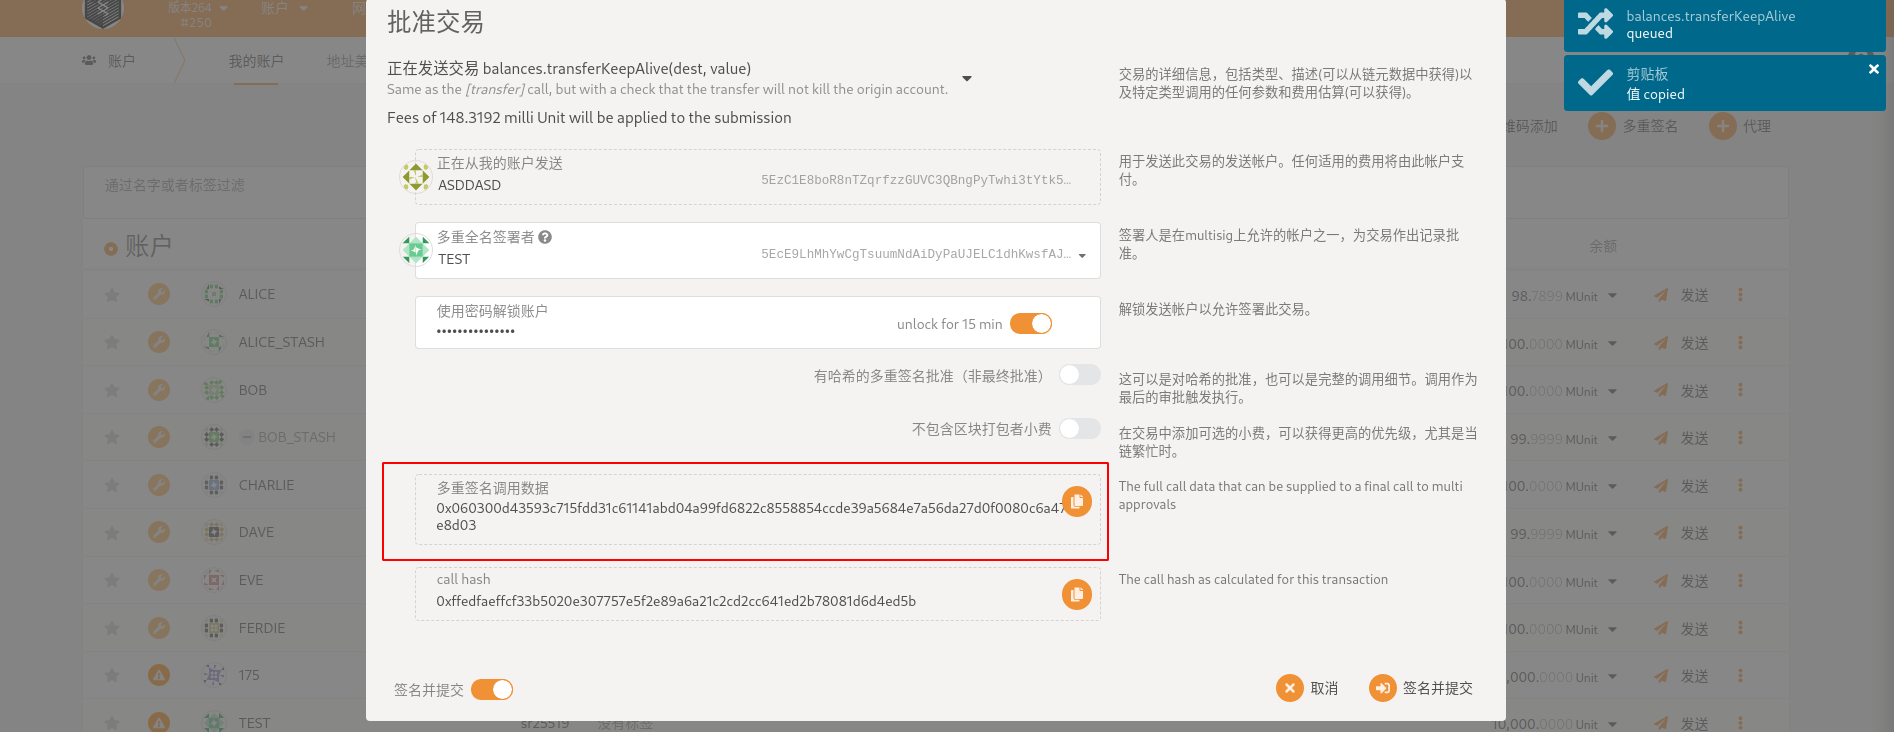 版本264
#250
账户
网
账户
我的账户
地址
批准交易
balances.transferKeepAlive
queued
剪贴板
值 copied
正在发送交易 balances.transferKeepAlive(dest, value)
Same as the [transfer] call, but with a check that the transfer will not kill the origin account.
交易的详细信息，包括类型、描述(可以从链元数据中获得)以
及特定类型调用的任何参数和费用估算(可以获得)。
Fees of 148.3192 milli Unit will be applied to the submission
维码添加
多重签名
代理
正在从我的账户发送
ASDDASD
5EzC1E8boR8nTZqrfzzGUVC3QBngPyTwhi3tYtk5…
用于发送此交易的发送帐户。任何适用的费用将由此帐户支
付。
通过名字或者标签过滤
多重全名签署者
TEST
5EcE9LhMhYwCgTsuumNdAiDyPaUJELC1dhKwsfAJ…
签署人是在multisig上允许的帐户之一，为交易作出记录批
准。
账户
余额
使用密码解锁账户
•••••••••••••••
unlock for 15 min
解锁发送帐户以允许签署此交易。
ALICE
98.7899 MUnit
发送
ALICE_STASH
100.0000 MUnit
发送
有哈希的多重签名批准（非最终批准）
这可以是对哈希的批准，也可以是完整的调用细节。调用作为
最后的审批触发执行。
BOB
100.0000 MUnit
发送
不包含区块打包者小费
在交易中添加可选的小费，可以获得更高的优先级，尤其是当
链繁忙时。
BOB_STASH
99.9999 MUnit
发送
多重签名调用数据
0x060300d43593c715fdd31c61141abd04a99fd6822c8558854ccde39a5684e7a56da27d0f0080c6a47
e8d03
The full call data that can be supplied to a final call to multi
approvals
CHARLIE
100.0000 MUnit
发送
DAVE
99.9999 MUnit
发送
call hash
0xffedfaeffcf33b5020e307757e5f2e89a6a21c2cd2cc641ed2b78081d6d4ed5b
The call hash as calculated for this transaction
EVE
100.0000 MUnit
发送
FERDIE
100.0000 MUnit
发送
175
,000.0000 Unit
发送
签名并提交
取消
签名并提交
TEST
sr25519
没有标签
10,000.0000 Unit
发送